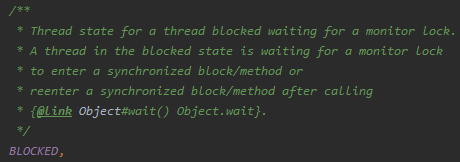 /**
* Thread state for a thread blocked waiting for a monitor lock.
* A thread in the blocked state is waiting for a monitor lock
* to enter a synchronized block/method or
* reenter a synchronized block/method after calling
* {@link Object#wait() Object.wait}.
*/
BLOCKED,